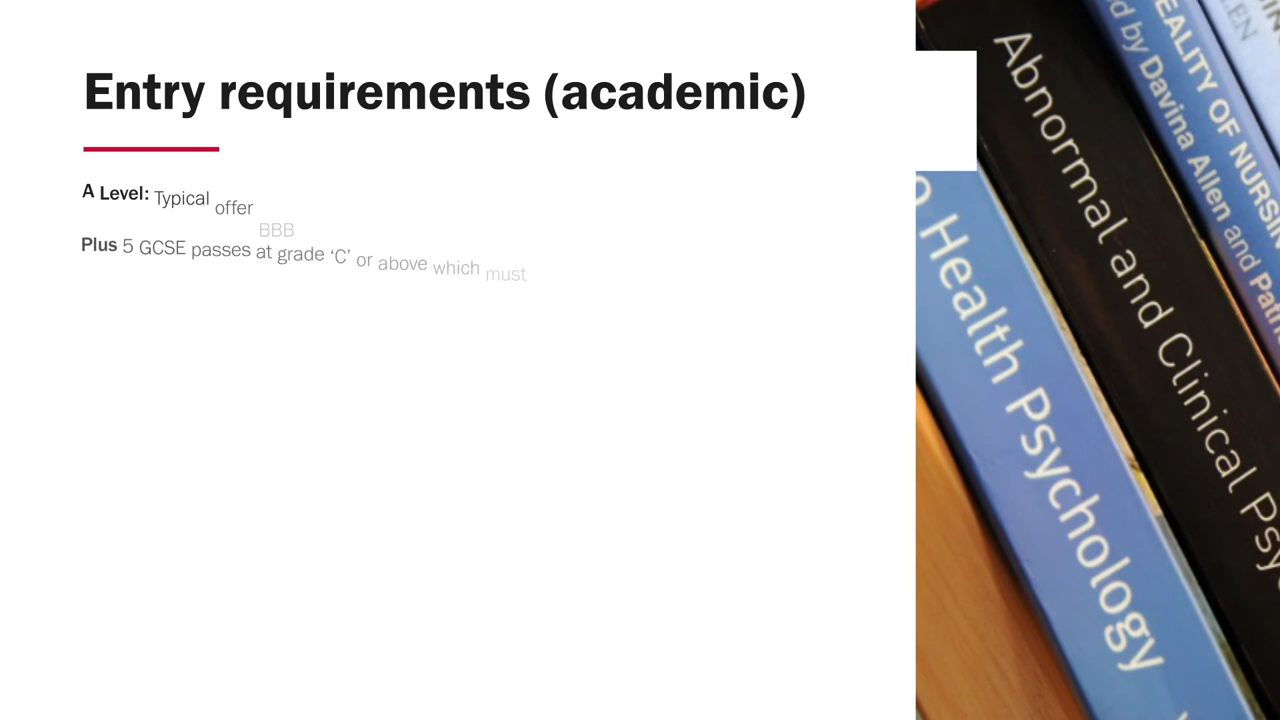 Entry requirements (academic)
A Level: Typical offer BBB
Plus 5 GCSE passes at grade ‘C’ or above which must
Health Psychology
Abnormal and Clinical Psy
by Davina Allen and
EALITY OF NURSIN